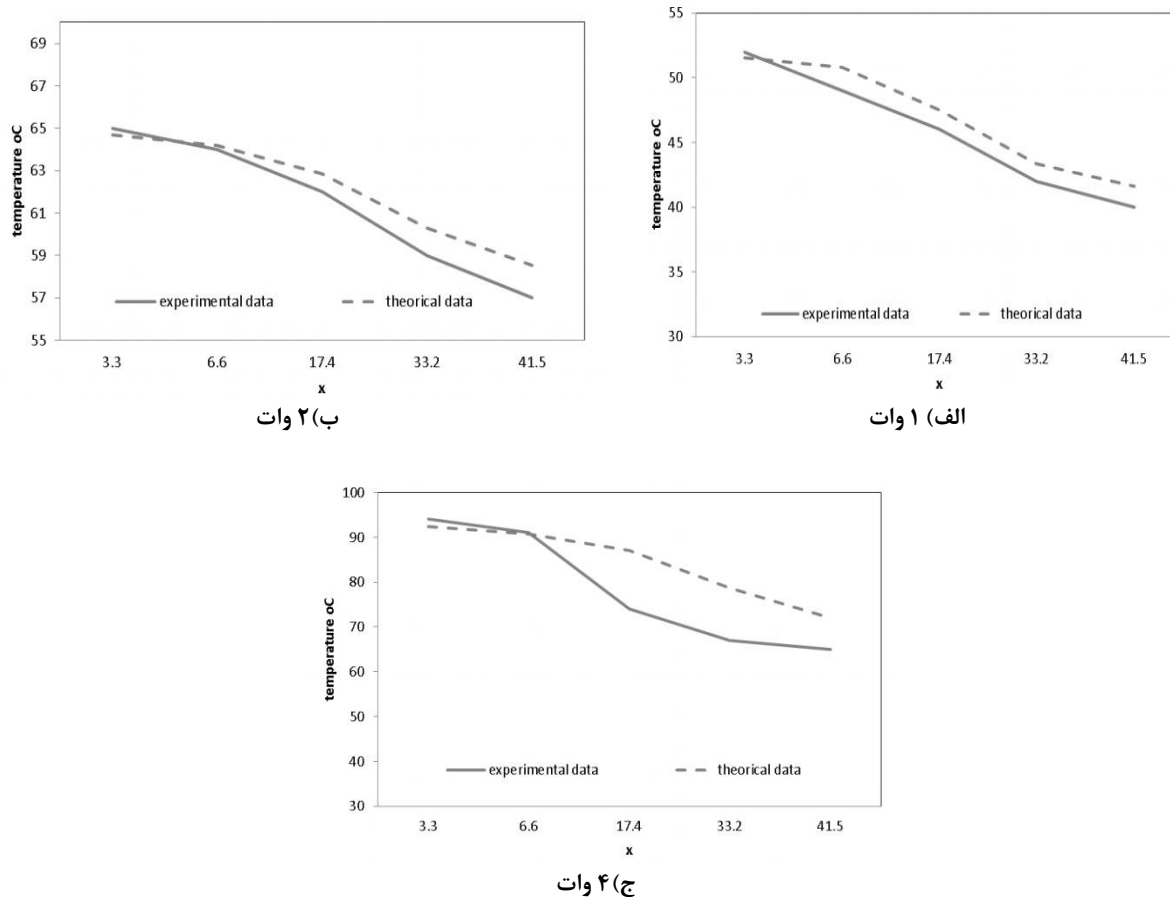 69
67
65
63
61
59
57
55
temperature oC
experimental data
theorical data
3.3 6.6 17.4 33.2 41.5
x
ب) ۲ وات
55
50
45
40
35
30
temperature oC
experimental data
theorical data
3.3 6.6 17.4 33.2 41.5
x
الف) ۱ وات
100
90
80
70
60
50
40
30
temperature oC
experimental data
theorical data
3.3 6.6 17.4 33.2 41.5
x
ج) ۴ وات